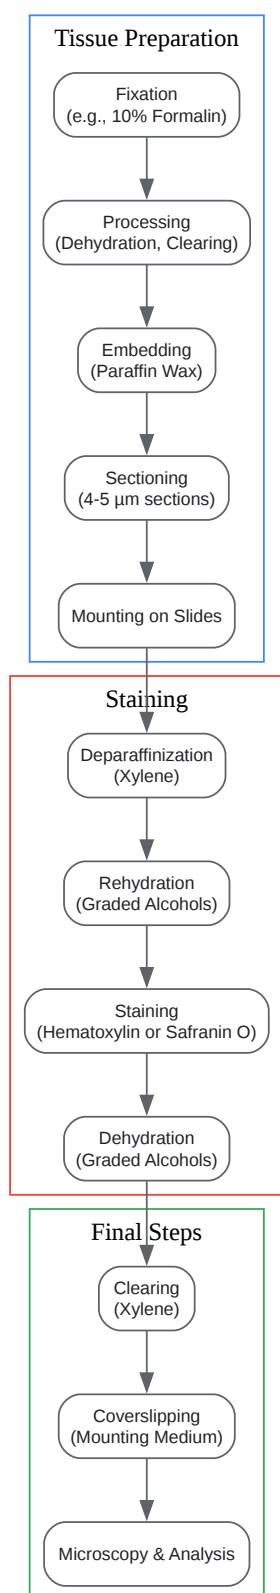 Tissue Preparation
Fixation
(e.g., 10% Formalin)
Processing
(Dehydration, Clearing)
Embedding
(Paraffin Wax)
Sectioning
(4-5 µm sections)
Mounting on Slides
Staining
Deparaffinization
(Xylene)
Rehydration
(Graded Alcohols)
Staining
(Hematoxylin or Safranin O)
Dehydration
(Graded Alcohols)
Final Steps
Clearing
(Xylene)
Coverslipping
(Mounting Medium)
Microscopy & Analysis